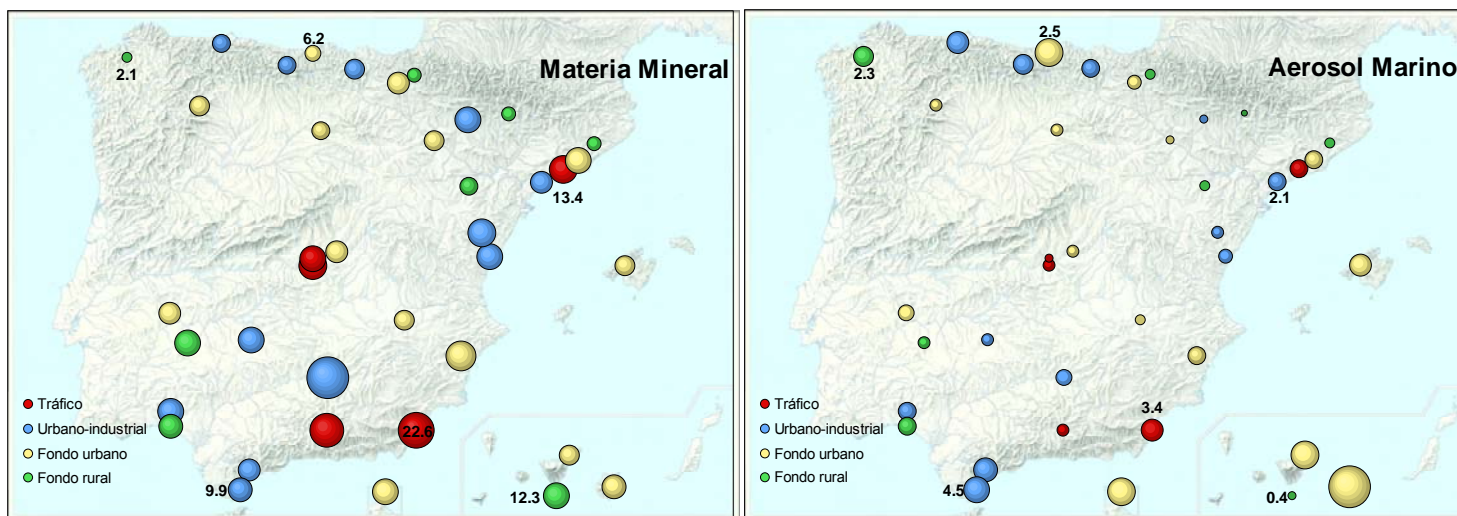 6.2
2.1
Materia Mineral
13.4
22.6
Tráfico
Urbano-industrial
Fondo urbano
Fondo rural
9.9
12.3
2.5
2.3
Aerosol Marino
2.1
3.4
Tráfico
Urbano-industrial
Fondo urbano
Fondo rural
4.5
0.4